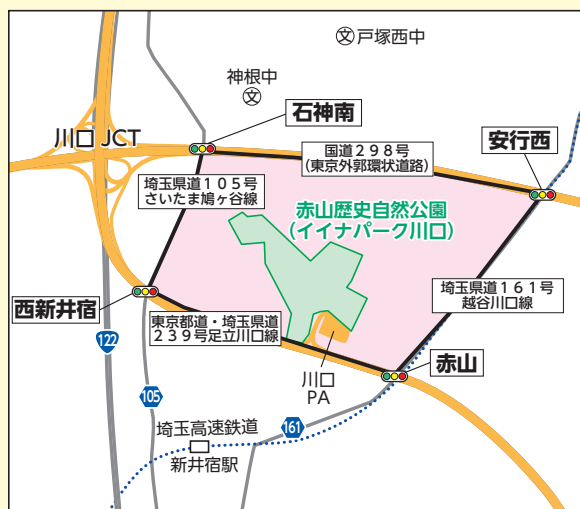 戸塚西中
神根中
石神南
川口 JCT
安行西
国道298号
(東京外郭環状道路)
埼玉県道105号
さいたま鳩ヶ谷線
赤山歴史自然公園
(イイナパーク川口)
埼玉県道161号
越谷川口線
西新井宿
東京都道・埼玉県道
239号足立川口線
赤山
川口
PA
122
105
161
埼玉高速鉄道
新井宿駅
文
文